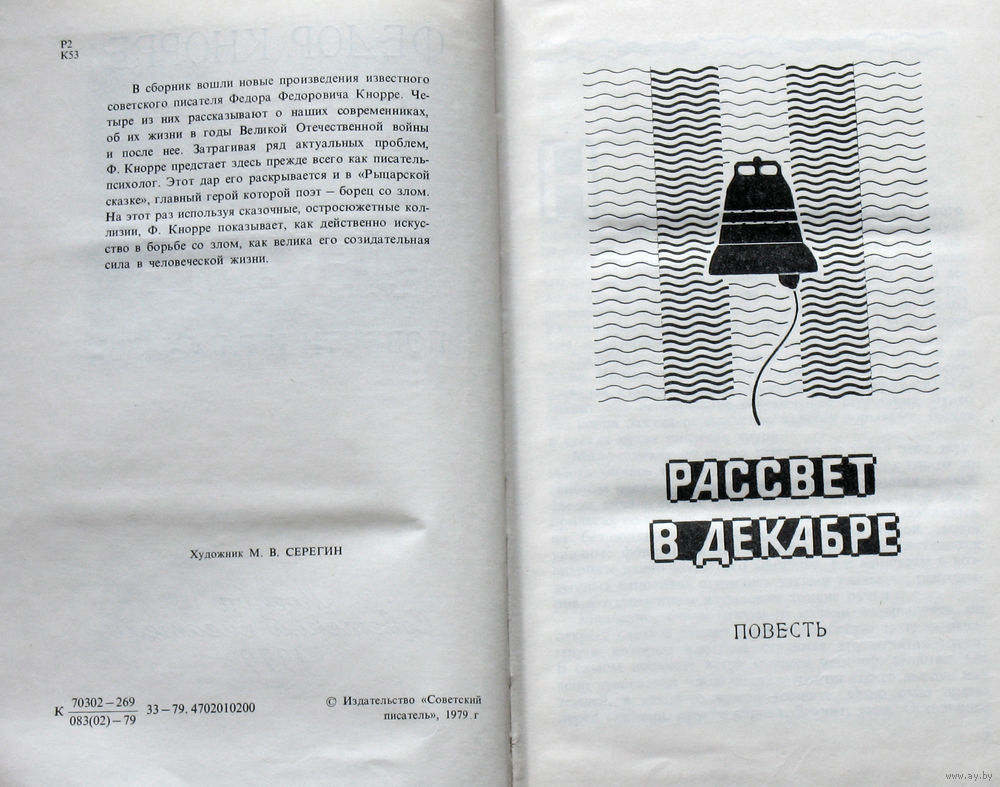 Р2
К53
В сборник вошли новые произведения известного
советского писателя Федора Федоровича Кнорре. Че-
тыре из них рассказывают о наших современниках,
об их жизни в годы Великой Отечественной войны
и после нее. Затрагивая ряд актуальных проблем,
Ф. Кнорре предстает здесь прежде всего как писатель-
психолог. Этот дар его раскрывается и в «Рыцарской
сказке», главный герой которой поэт – борец со злом.
На этот раз используя сказочные, остросюжетные кол-
лизии, Ф. Кнорре показывает, как действенно искус-
ство в борьбе со злом, как велика его созидательная
сила в человеческой жизни.
Художник М. В. СЕРЕГИН
К 70302–269
083(02)–79 33–79.4702010200
© Издательство «Советский
писатель», 1979 г
РАССВЕТ
В ДЕКАБРЕ
ПОВЕСТЬ
www.ay.by